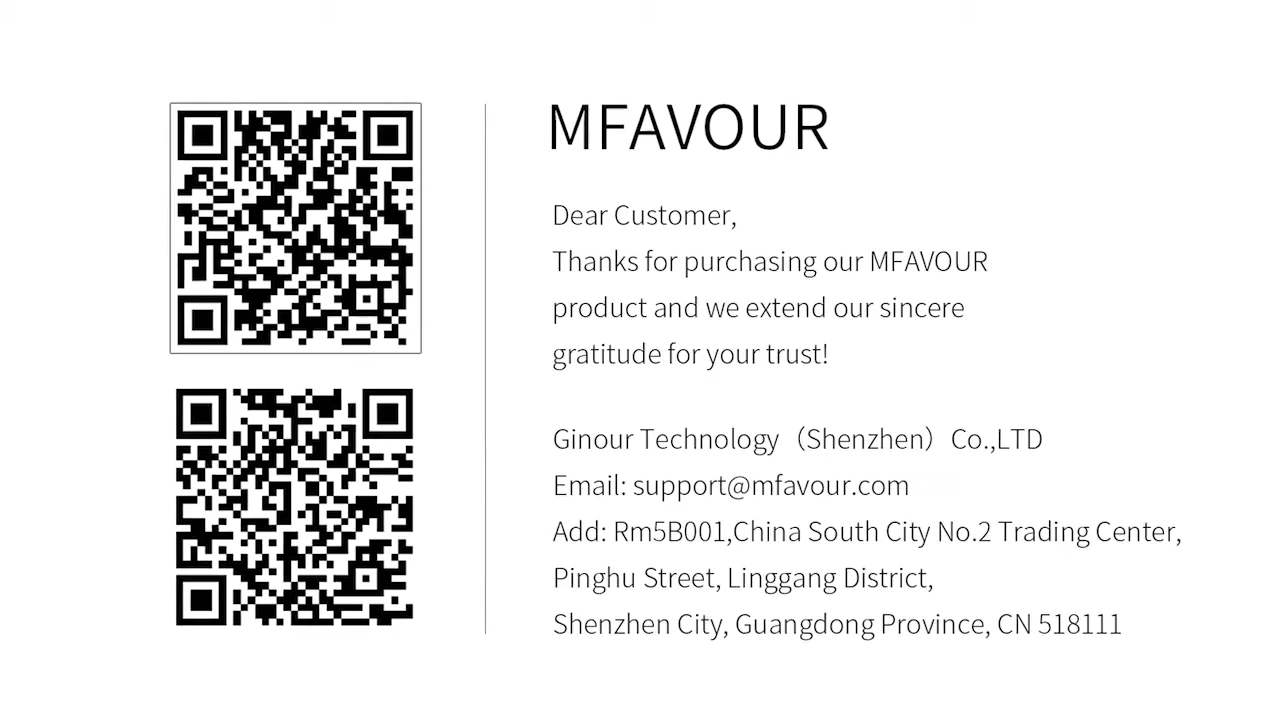 MFAVOUR
Dear Customer,
Thanks for purchasing our MFAVOUR
product and we extend our sincere
gratitude for your trust!
Ginour Technology（Shenzhen）Co.,LTD
Email: support@mfavour.com
Add: Rm5B001,China South City No.2 Trading Center,
Pinghu Street, Linggang District,
Shenzhen City, Guangdong Province, CN 518111